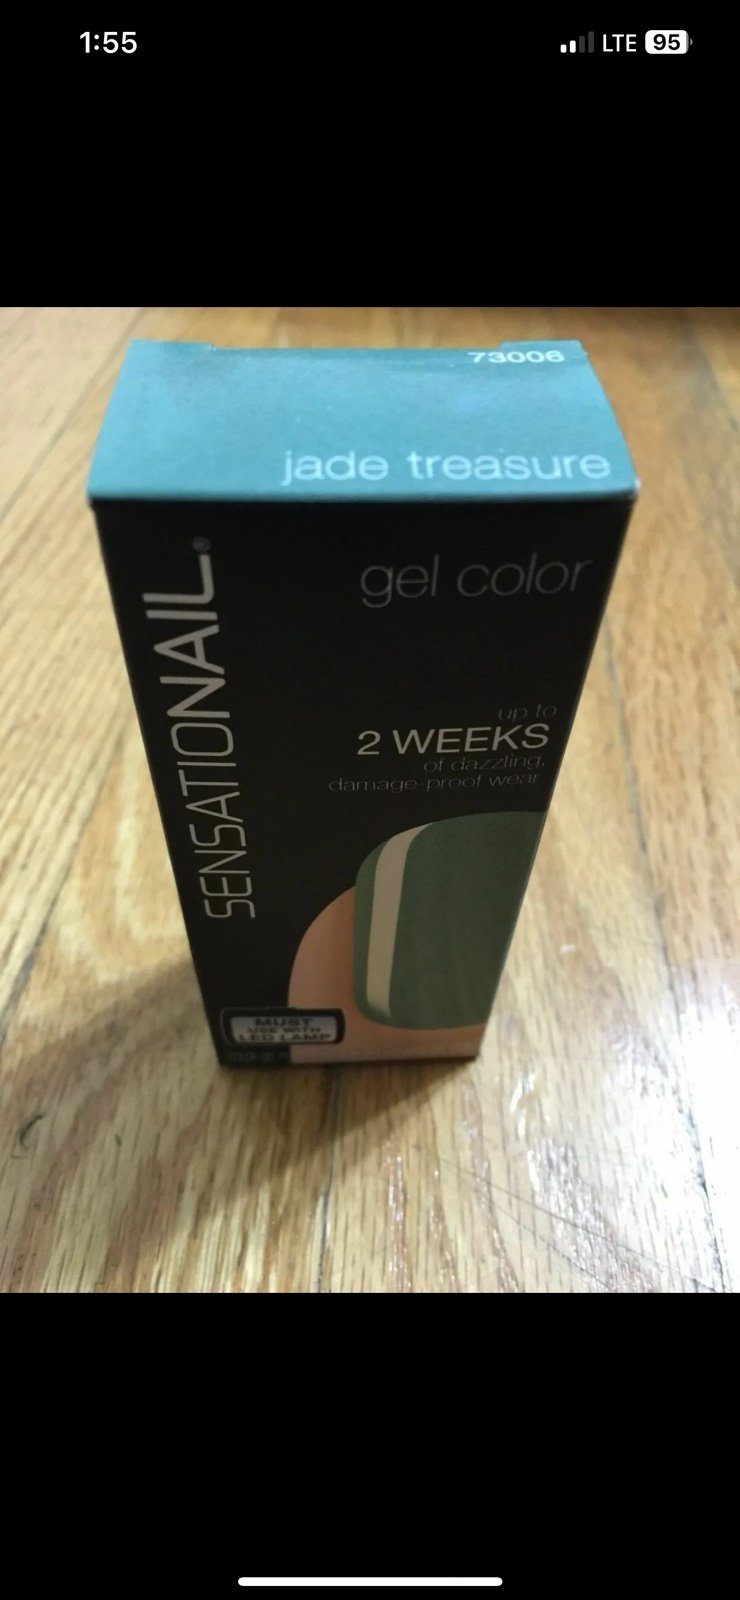 1:55
LTE 95
73006
jade treasure
SENSATIONAIL®
gel color
up to
2 WEEKS
of dazzling,
damage-proof wear
MUST
USE WITH
LED LAMP